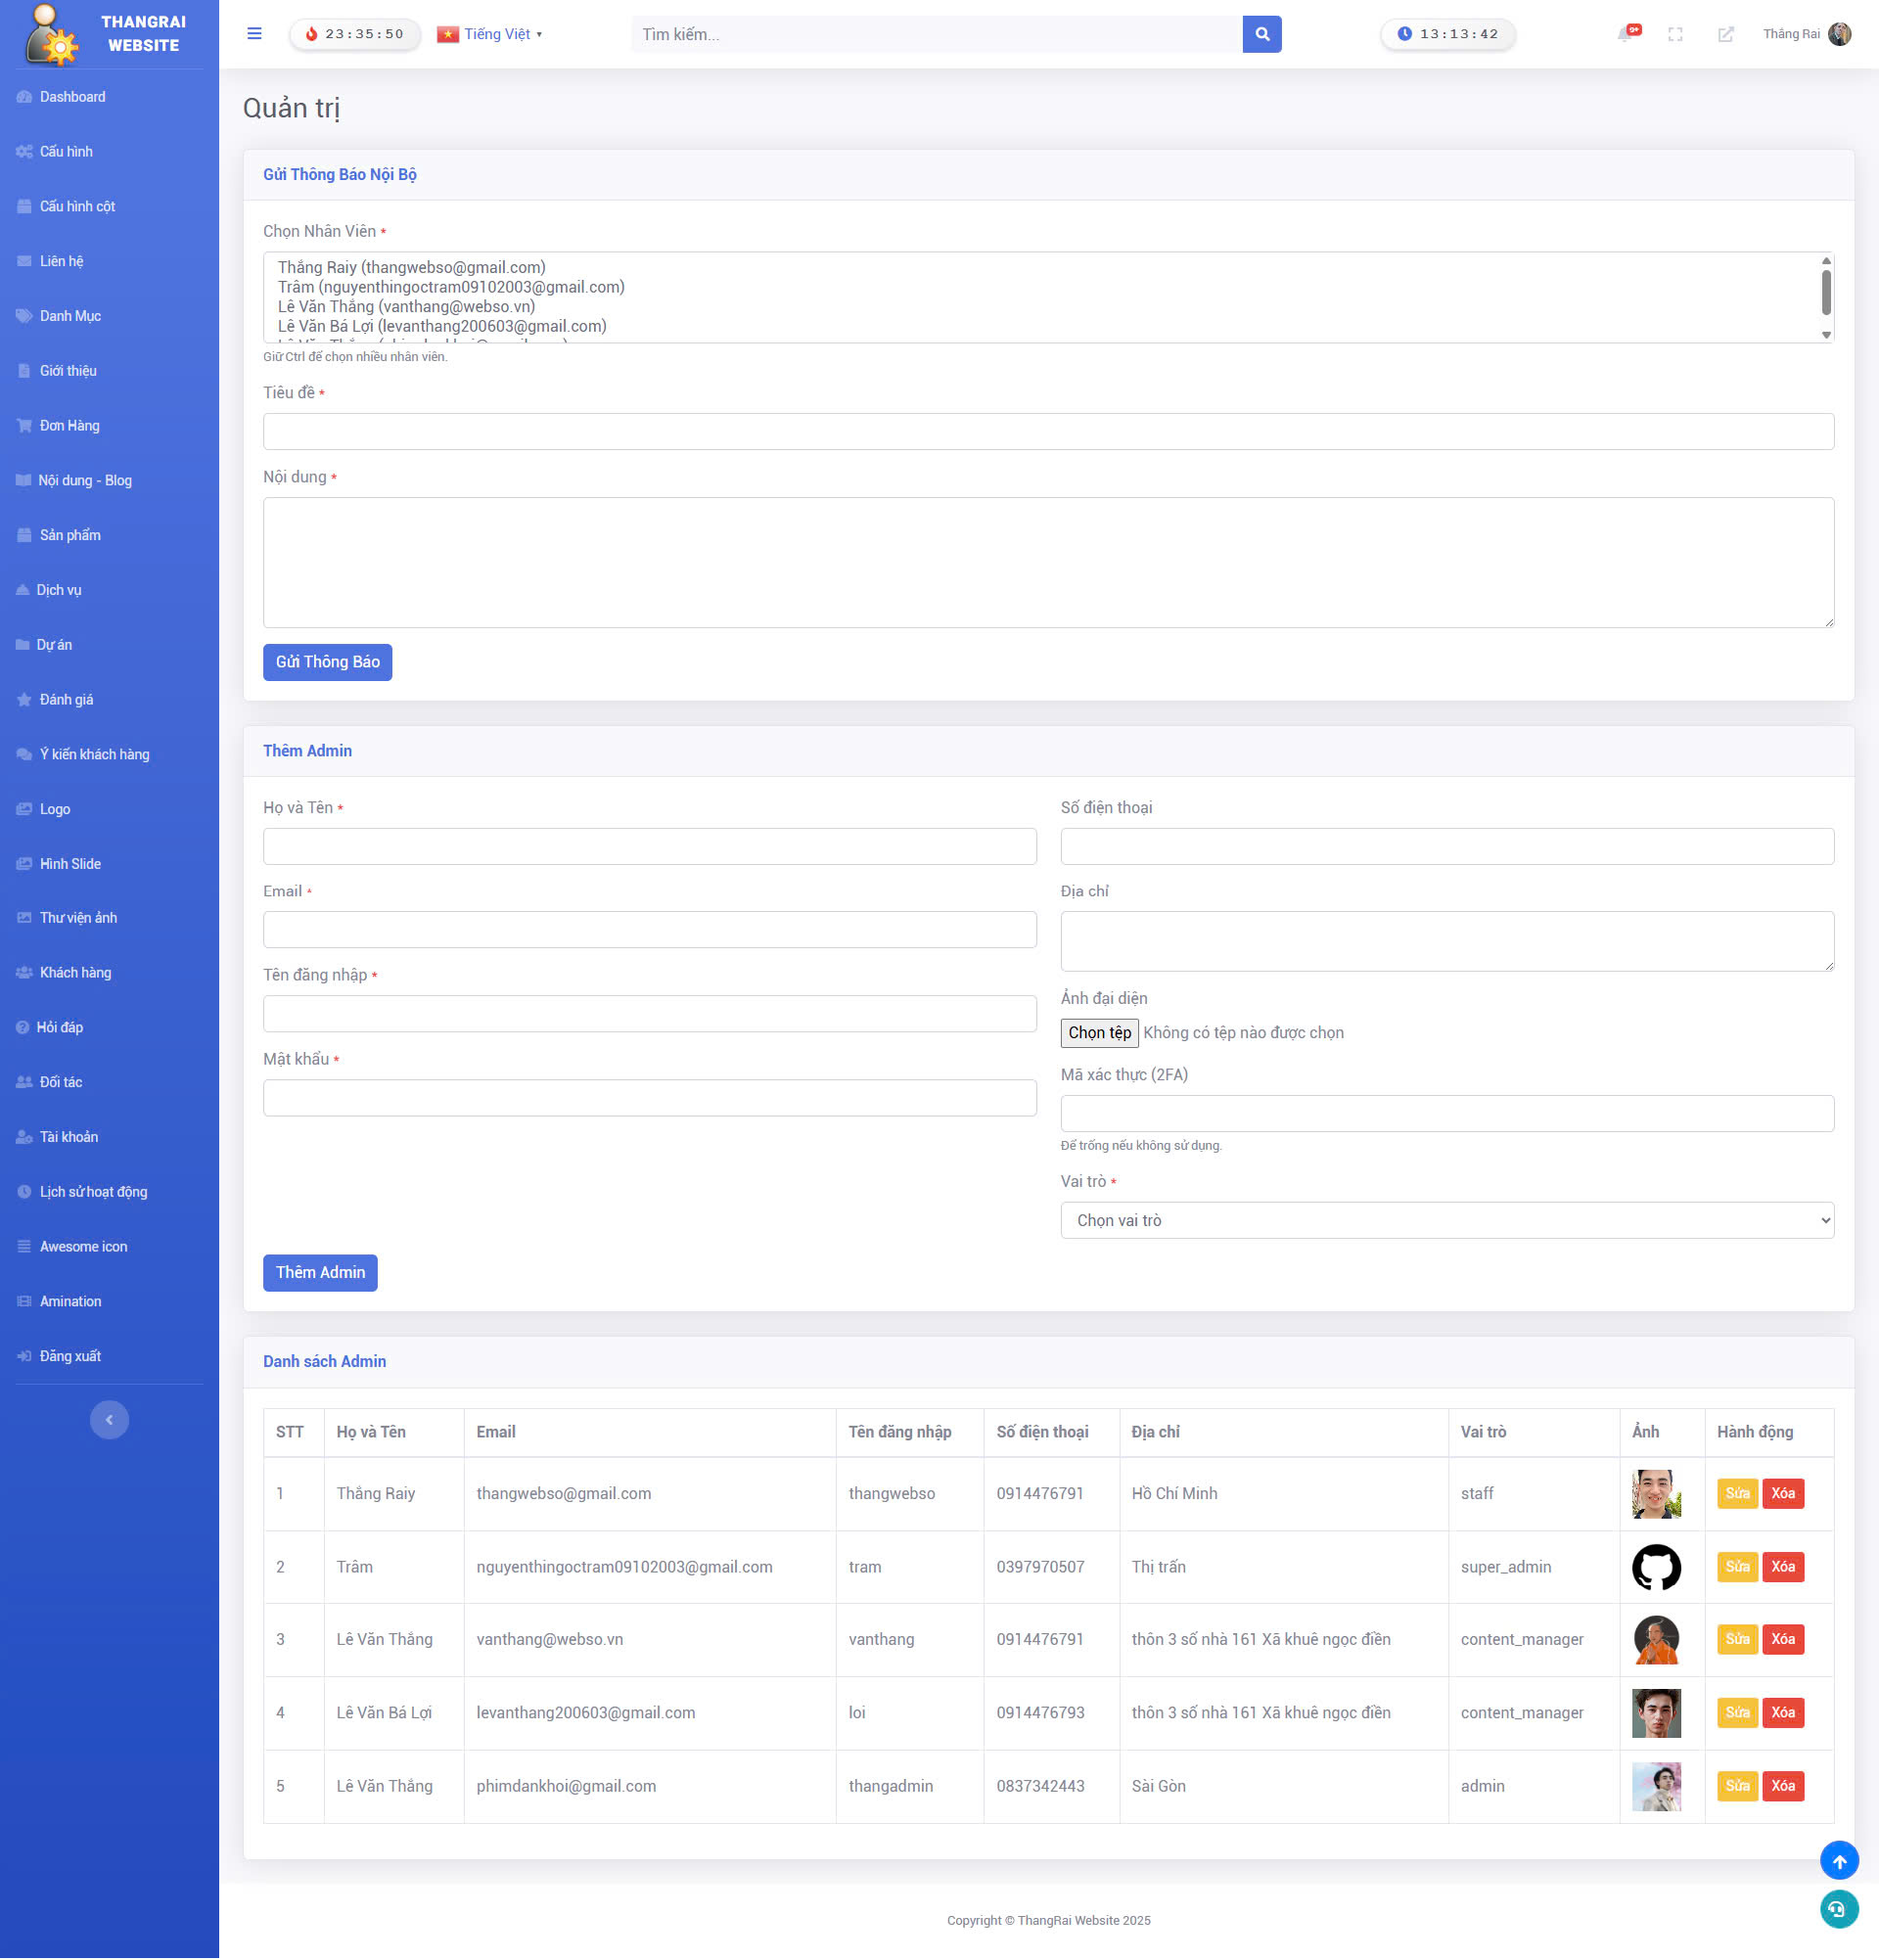 THANGRAI
WEBSITE
Dashboard
Cấu hình
Cấu hình cột
Liên hệ
Danh Mục
Giới thiệu
Đơn Hàng
Nội dung - Blog
Sản phẩm
Dịch vụ
Dự án
Đánh giá
Ý kiến khách hàng
Logo
Hình Slide
Thư viện ảnh
Khách hàng
Hỏi đáp
Đối tác
Tài khoản
Lịch sử hoạt động
Awesome icon
Amination
Đăng xuất
23:35:50 Tiếng Việt Tìm kiếm... 13:13:42 9+ Thắng Rai
Quản trị
Gửi Thông Báo Nội Bộ
Chọn Nhân Viên *
Thắng Raiy (thangwebso@gmail.com)
Trâm (nguyenthingoctram09102003@gmail.com)
Lê Văn Thắng (vanthang@webso.vn)
Lê Văn Bá Lợi (levanthang200603@gmail.com)
Giữ Ctrl để chọn nhiều nhân viên.
Tiêu đề *
Nội dung *
Gửi Thông Báo
Thêm Admin
Họ và Tên *
Email *
Tên đăng nhập *
Mật khẩu *
Số điện thoại
Địa chỉ
Ảnh đại diện
Chọn tệp Không có tệp nào được chọn
Mã xác thực (2FA)
Để trống nếu không sử dụng.
Vai trò *
Chọn vai trò
Thêm Admin
Danh sách Admin
STT Họ và Tên Email Tên đăng nhập Số điện thoại Địa chỉ Vai trò Ảnh Hành động
1 Thắng Raiy thangwebso@gmail.com thangwebso 0914476791 Hồ Chí Minh staff Sửa Xóa
2 Trâm nguyenthingoctram09102003@gmail.com tram 0397970507 Thị trấn super_admin Sửa Xóa
3 Lê Văn Thắng vanthang@webso.vn vanthang 0914476791 thôn 3 số nhà 161 Xã khuê ngọc điền content_manager Sửa Xóa
4 Lê Văn Bá Lợi levanthang200603@gmail.com loi 0914476793 thôn 3 số nhà 161 Xã khuê ngọc điền content_manager Sửa Xóa
5 Lê Văn Thắng phimdankhoi@gmail.com thangadmin 0837342443 Sài Gòn admin Sửa Xóa
Copyright © ThangRai Website 2025